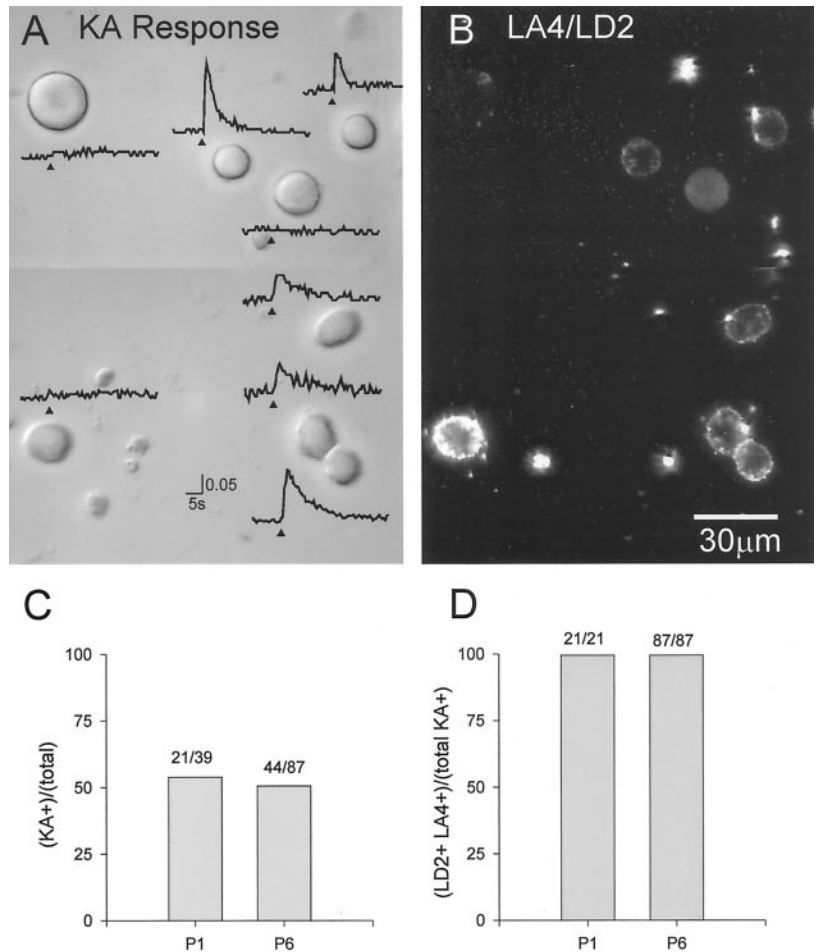 A KA Response
B LA4/LD2
0.05
5s
30μm
C
D
(KA+)/(total)
100
75
50
25
0
21/39
44/87
P1
P6
(LD2+ LA4+)/(total KA+)
100
75
50
25
0
21/21
87/87
P1
P6